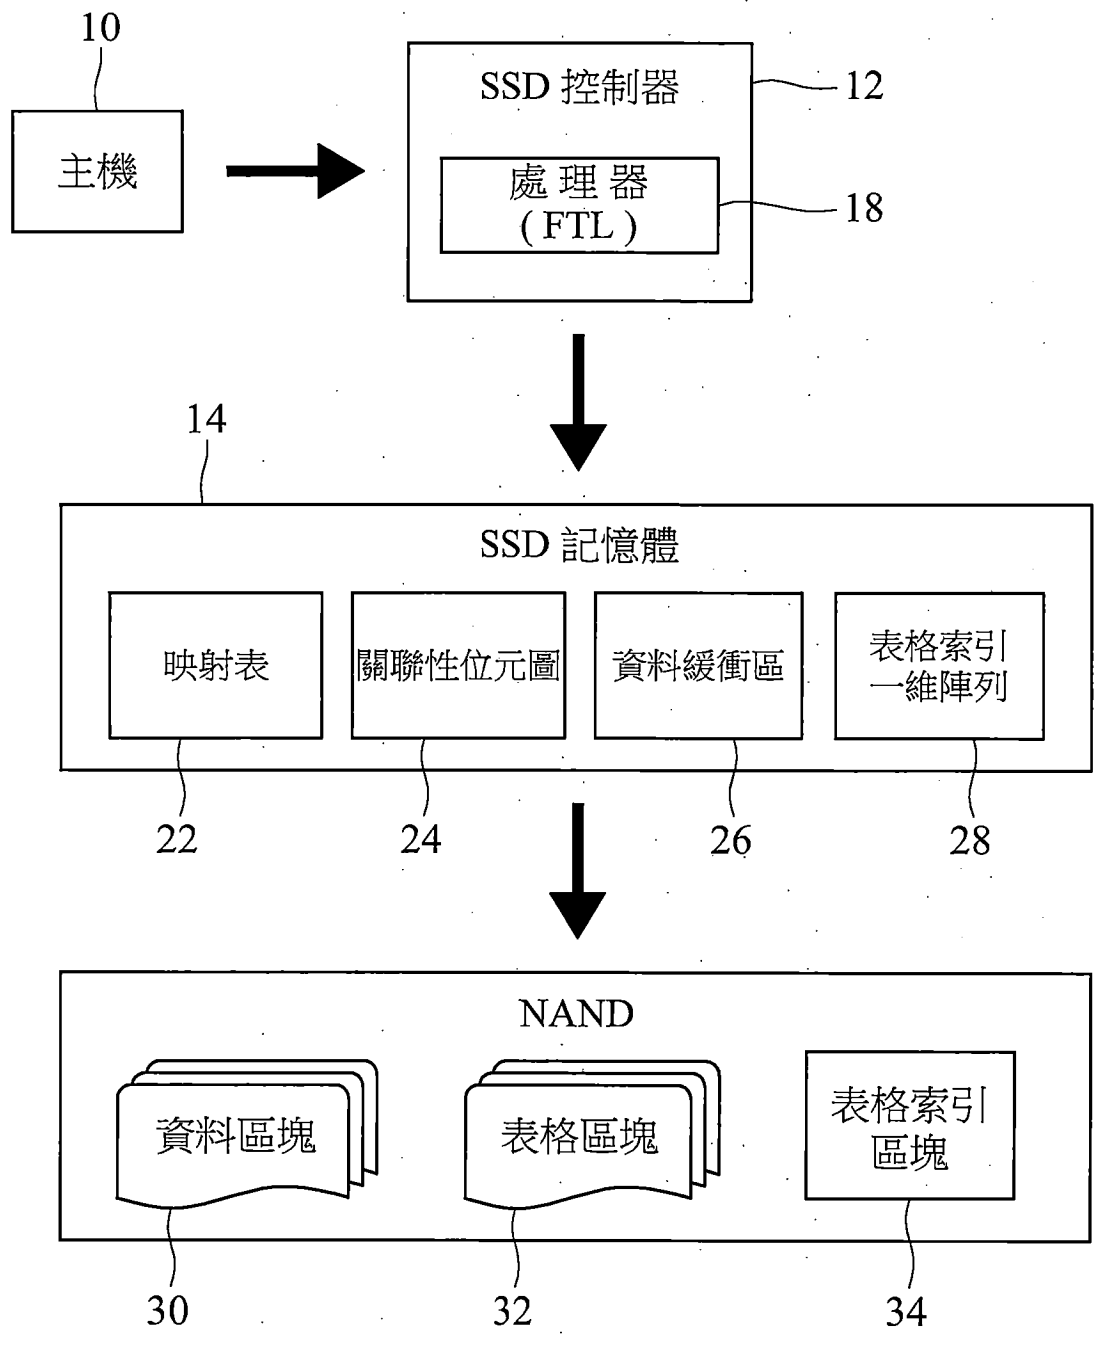 10
SSD 控制器
12
主機
處理器
( FTL )
18
14
SSD 記憶體
映射表
關聯性位元圖
資料緩衝區
表格索引
一維陣列
22
24
26
28
NAND
資料區塊
表格區塊
表格索引
區塊
30
32
34